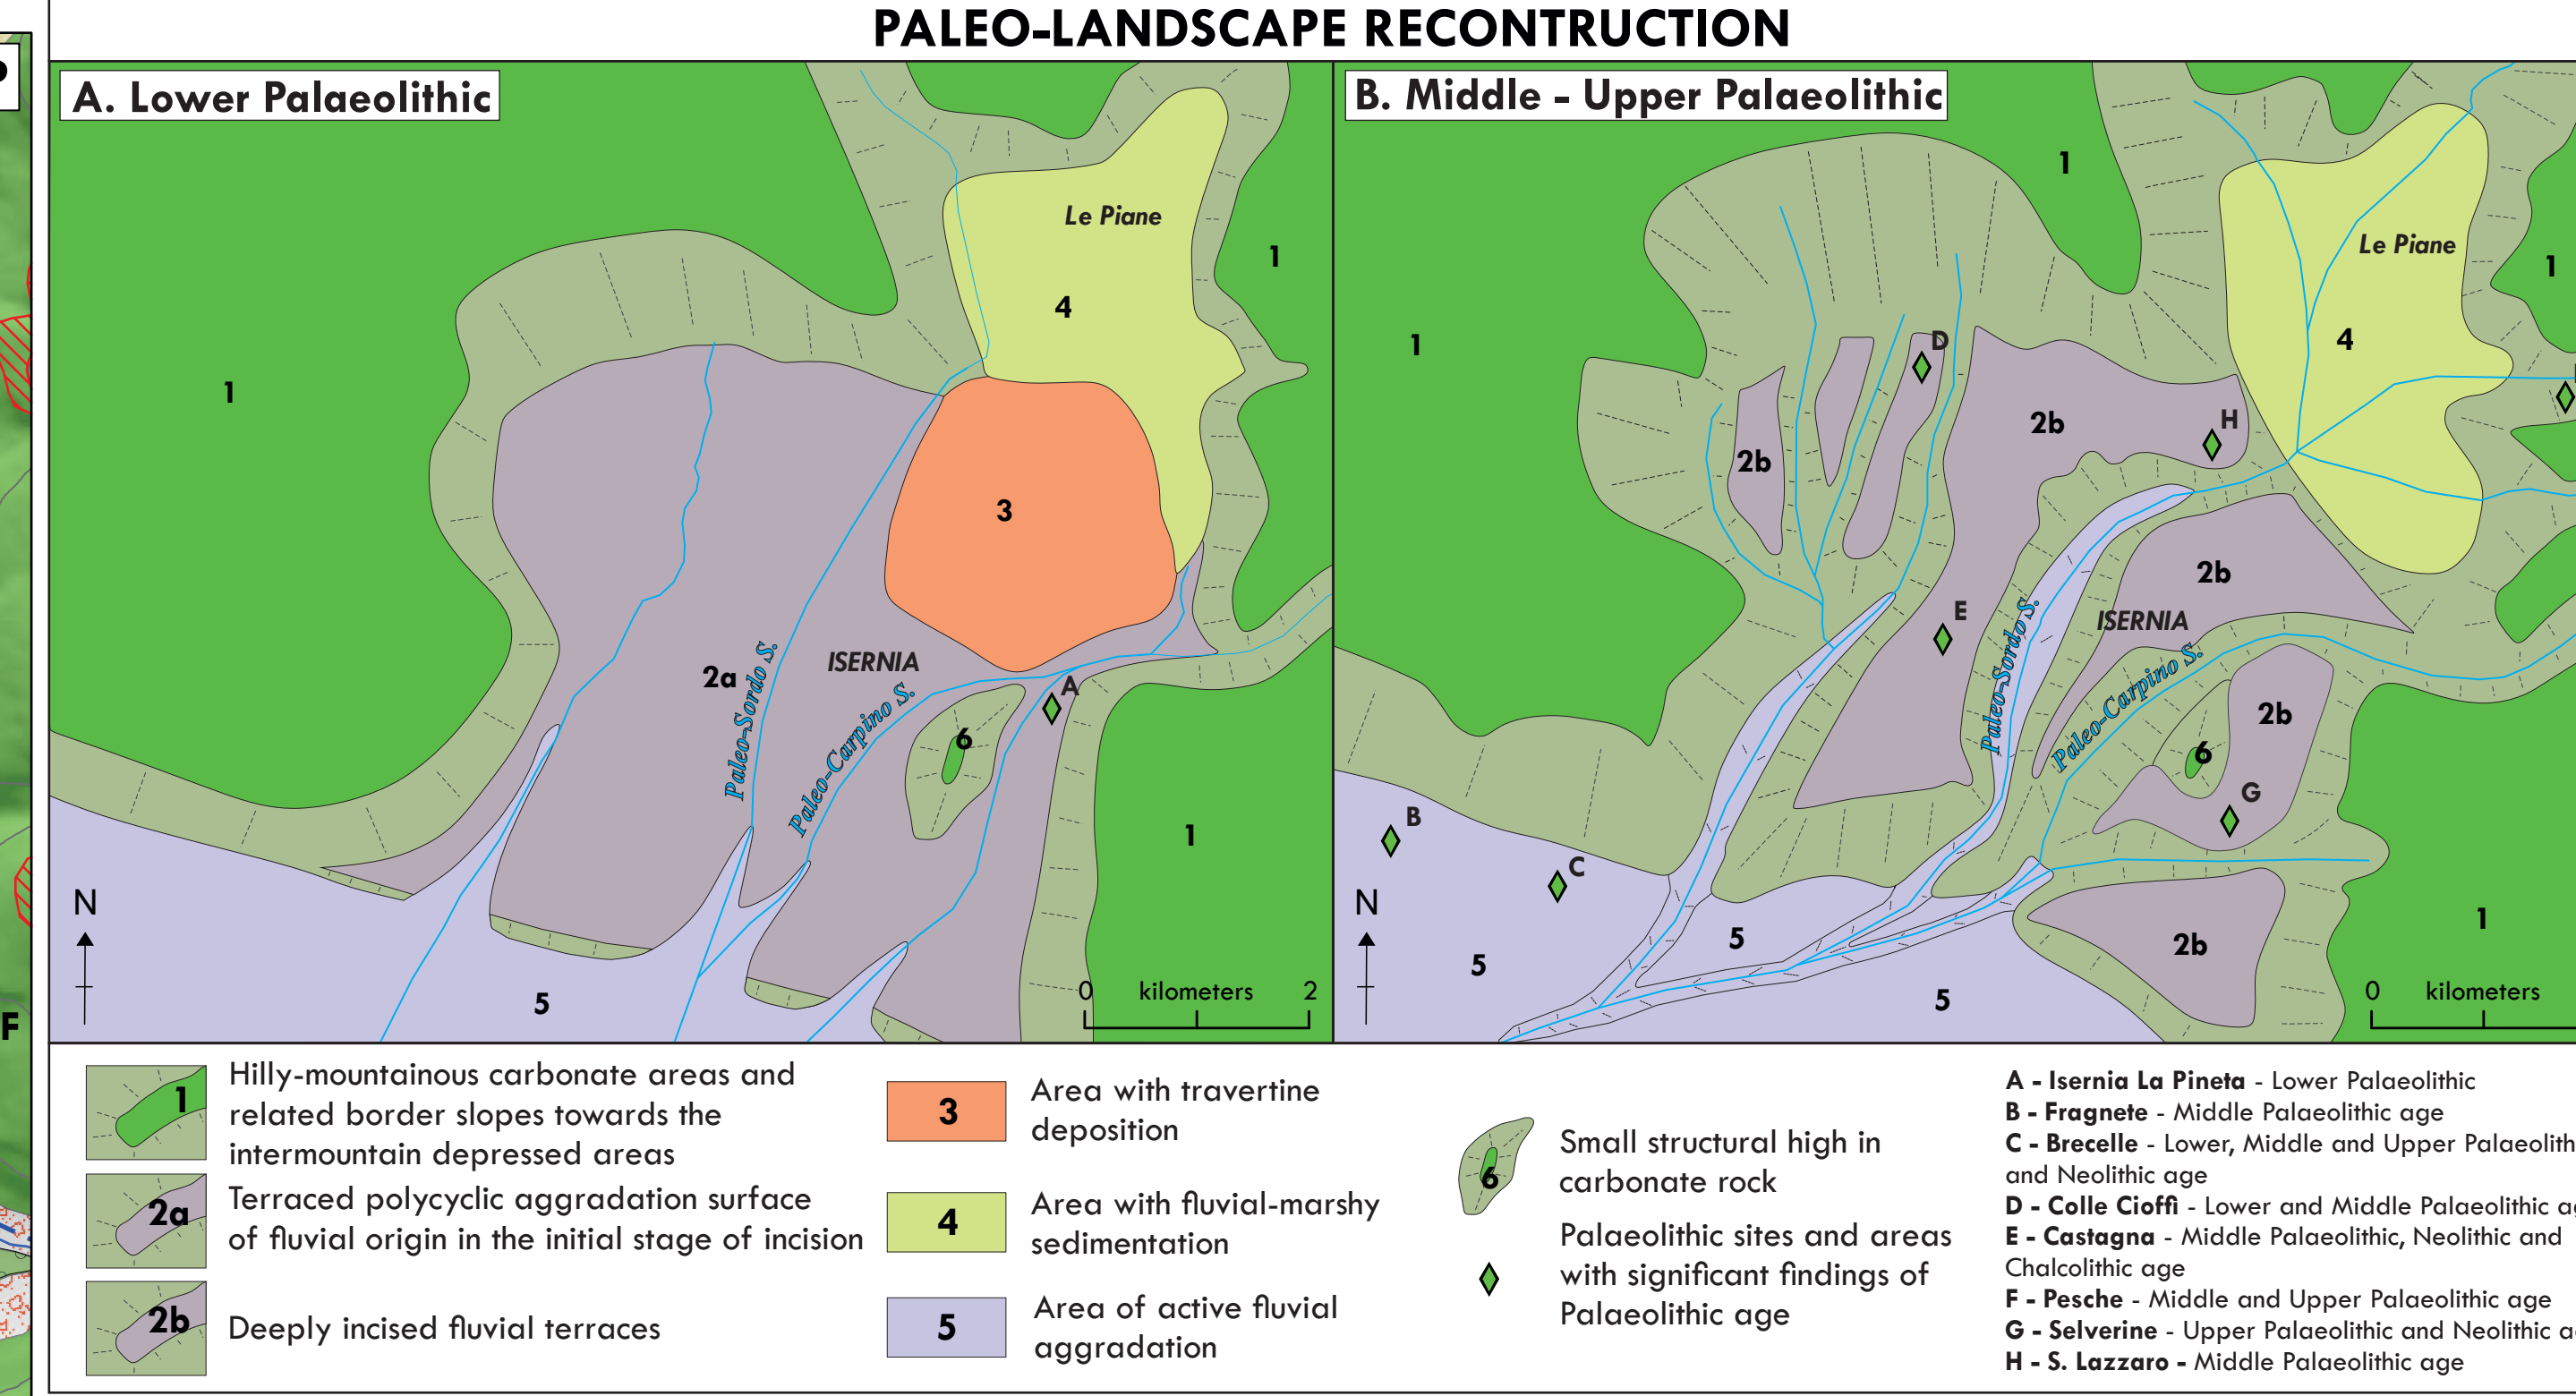 PALEO-LANDSCAPE RECONTRUCTION
A. Lower Palaeolithic
Le Piane
1
1
4
3
2a
ISERNIA
Paleo-Sordo S.
Paleo-Carpino S.
A
6
1
5
N
0 kilometers 2
B. Middle - Upper Palaeolithic
1
1
1
Le Piane
4
D
2b
2b
H
2b
E
ISERNIA
Paleo-Sordo S.
Paleo-Carpino S.
2b
6
G
B
C
5
5
5
2b
1
N
0 kilometers
F
1
Hilly-mountainous carbonate areas and
related border slopes towards the
intermountain depressed areas
2a
Terraced polycyclic aggradation surface
of fluvial origin in the initial stage of incision
2b
Deeply incised fluvial terraces
3
Area with travertine
deposition
4
Area with fluvial-marshy
sedimentation
5
Area of active fluvial
aggradation
6
Small structural high in
carbonate rock
Palaeolithic sites and areas
with significant findings of
Palaeolithic age
A - Isernia La Pineta - Lower Palaeolithic
B - Fragnete - Middle Palaeolithic age
C - Brecelle - Lower, Middle and Upper Palaeolith
and Neolithic age
D - Colle Cioffi - Lower and Middle Palaeolithic a
E - Castagna - Middle Palaeolithic, Neolithic and
Chalcolithic age
F - Pesche - Middle and Upper Palaeolithic age
G - Selverine - Upper Palaeolithic and Neolithic a
H - S. Lazzaro - Middle Palaeolithic age